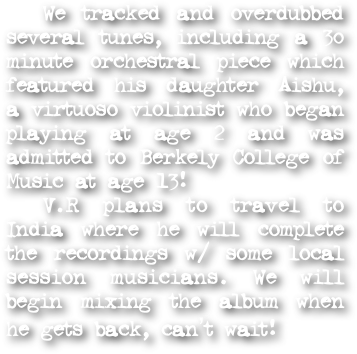 We tracked and overdubbed
several tunes, including a 30
minute orchestral piece which
featured his daughter Aishu,
a virtuoso violinist who began
playing at age 2 and was
admitted to Berkely College of
Music at age 13!
V.R plans to travel to
India where he will complete
the recordings w/ some local
session musicians. We will
begin mixing the album when
he gets back, can't wait!